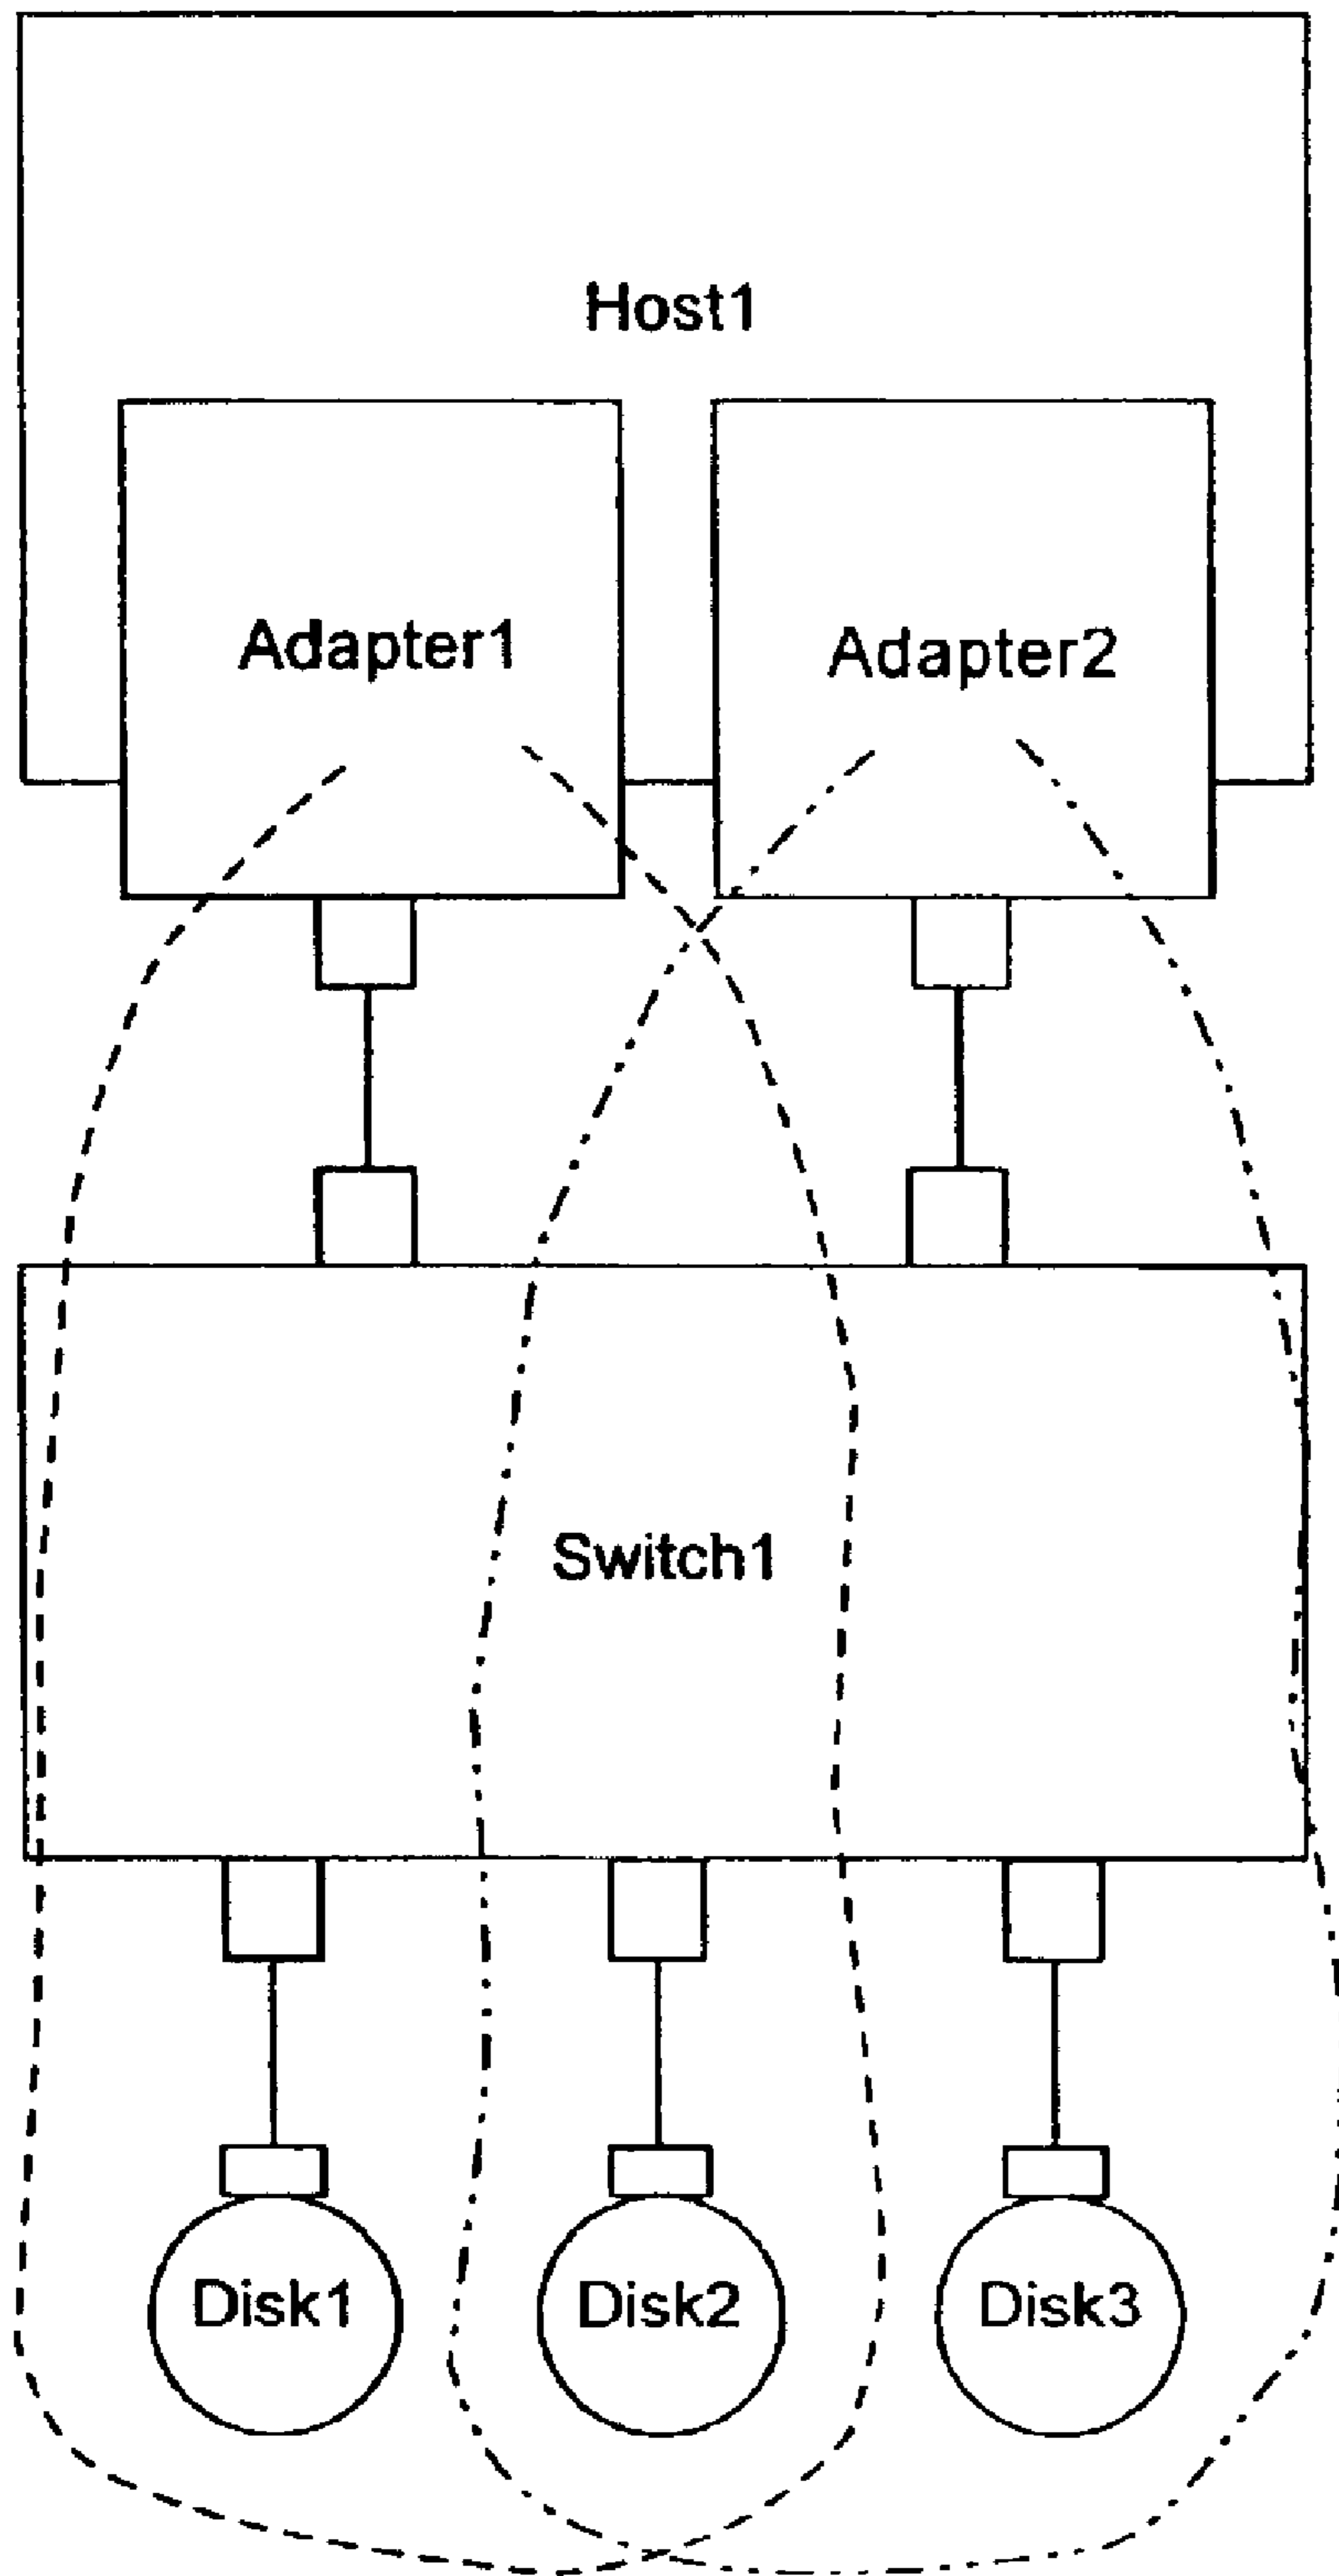 Host1
Adapter1
Adapter2
Switch1
Disk1
Disk2
Disk3